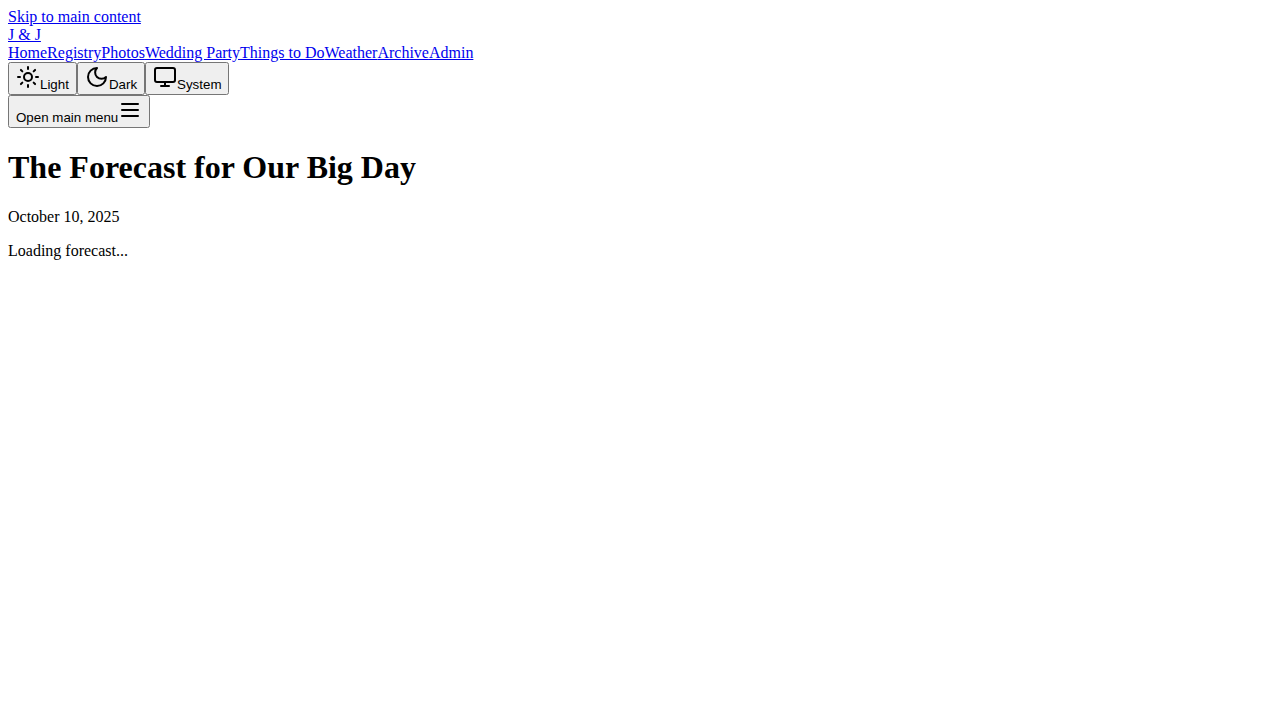 Skip to main content
J & J
HomeRegistryPhotosWedding PartyThings to DoWeatherArchiveAdmin
Light Dark System
Open main menu
The Forecast for Our Big Day
October 10, 2025
Loading forecast...